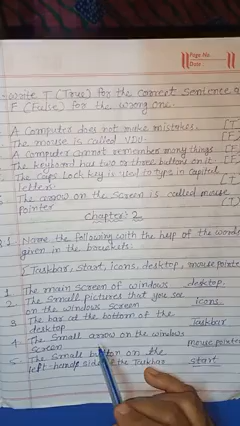 Page No.
Date
Write T (True) for the correct sentence &
F (False) for the wrong one.
A computer does not make mistakes. [T]
The mouse is called VDU. [F]
A computer cannot remember many things [F]
The keyboard has two or three buttons on it. [F]
The caps Lock key is used to type in capital
letters. (T)
The arrow on the screen is called mouse
pointer (T)
Chapter: 2
Q.1 Name the following with the help of the words
given in the brackets:
[Taskbar, start, icons, desktop, mouse pointer
1 The main screen of windows desktop.
2 The small pictures that you see
on the windows screen Icons.
3 The bar at the bottom of the
desktop Taskbar
4 The small arrow on the windows
screen mouse pointer
5 The small button on the
left-hand side of the Taskbar start